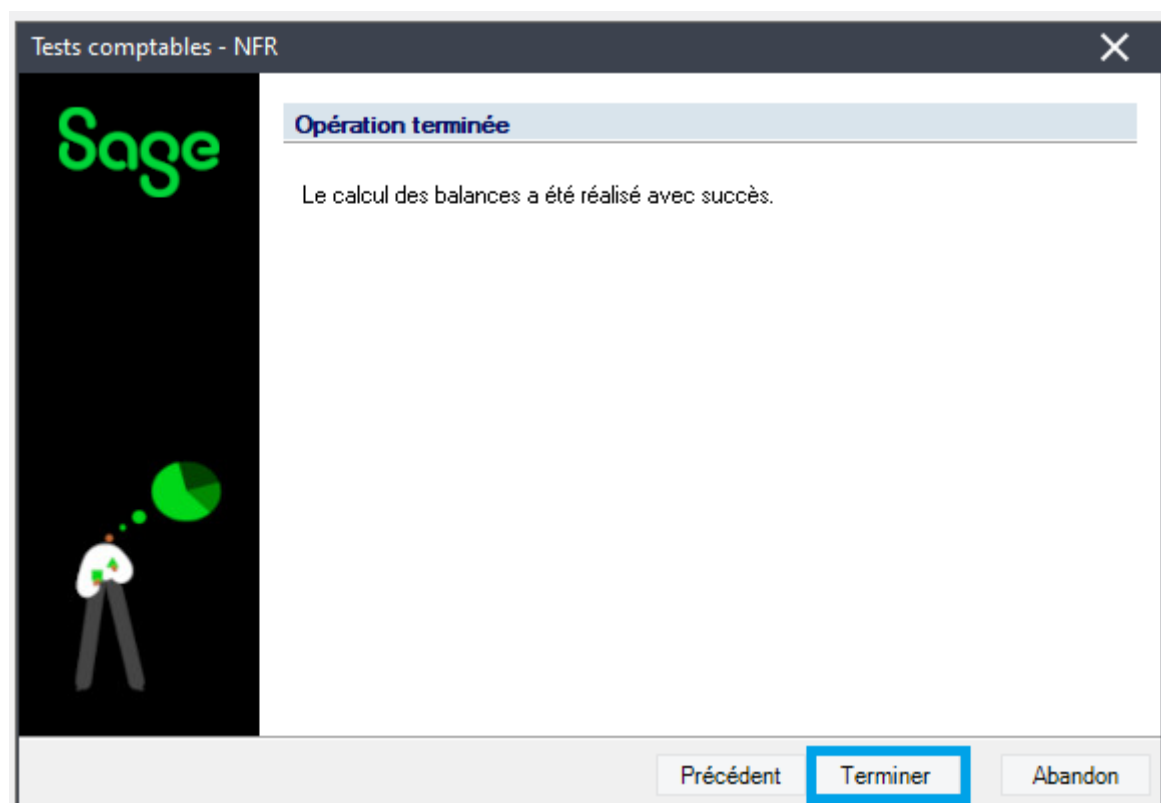 Tests comptables - NFR
Sage
Opération terminée
Le calcul des balances a été réalisé avec succès.
Précédent
Terminer
Abandon